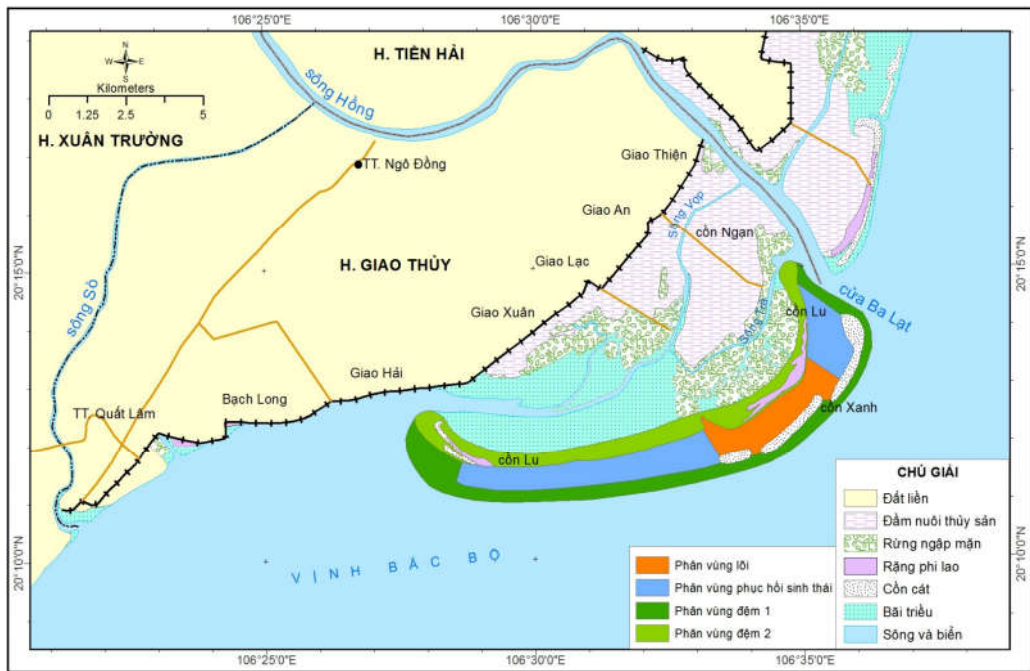 106°25'0"E
106°30'0"E
106°35'0"E
N
W E
S
Kilometers
0 1.25 2.5 5
H. TIỀN HẢI
sông Hồng
H. XUÂN TRƯỜNG
TT. Ngô Đồng
Giao Thiện
Giao An
Sông Vọp
cồn Ngạn
20°15'0"N
20°15'0"N
Giao Lạc
H. GIAO THỦY
sông Sò
Giao Xuân
Sông Trà
cồn Lu
cửa Ba Lạt
Giao Hải
Bạch Long
TT. Quất Lâm
cồn Xanh
cồn Lu
VỊNH BẮC BỘ
20°10'0"N
20°10'0"N
Phân vùng lõi
Phân vùng phục hồi sinh thái
Phân vùng đệm 1
Phân vùng đệm 2
CHÚ GIẢI
Đất liền
Đầm nuôi thủy sản
Rừng ngập mặn
Rặng phi lao
Cồn cát
Bãi triều
Sông và biển
106°25'0"E
106°30'0"E
106°35'0"E